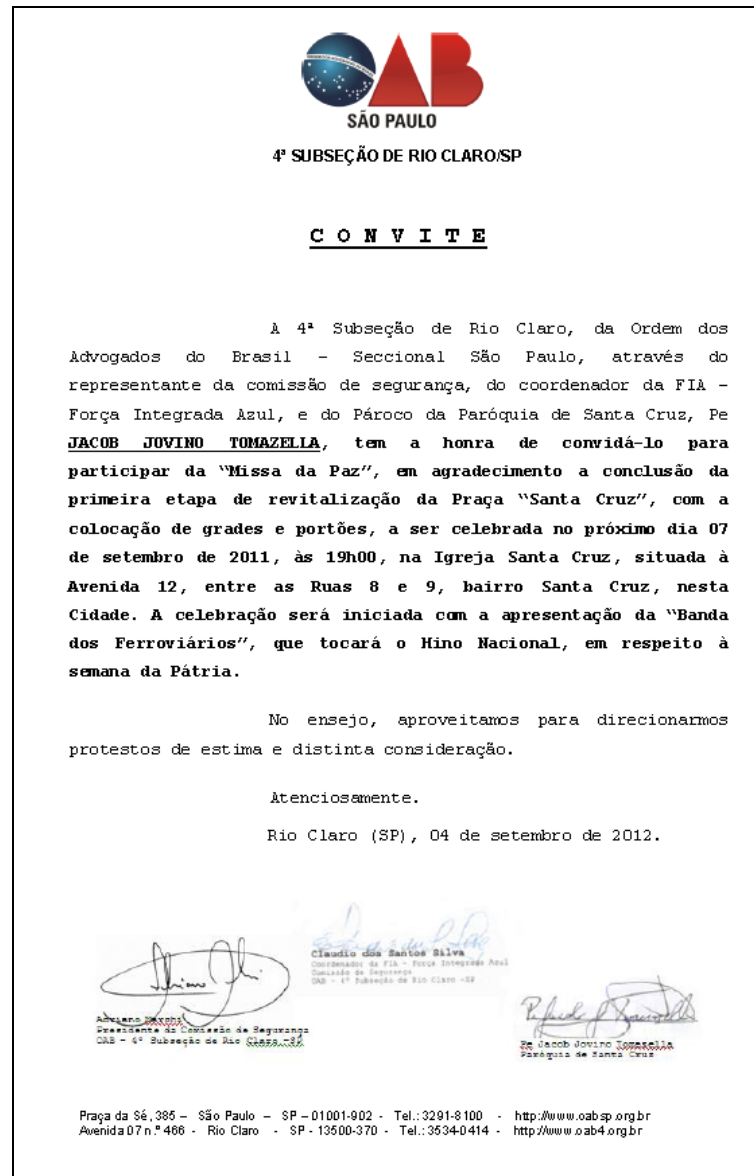 OAB
SÃO PAULO
4ª SUBSEÇÃO DE RIO CLARO/SP
C O N V I T E
A 4ª Subseção de Rio Claro, da Ordem dos
Advogados do Brasil – Seccional São Paulo, através do
representante da comissão de segurança, do coordenador da FIA –
Força Integrada Azul, e do Pároco da Paróquia de Santa Cruz, Pe
JACOB JOVINO TOMAZELLA, tem a honra de convidá-lo para
participar da “Missa da Paz”, em agradecimento a conclusão da
primeira etapa de revitalização da Praça “Santa Cruz”, com a
colocação de grades e portões, a ser celebrada no próximo dia 07
de setembro de 2011, às 19h00, na Igreja Santa Cruz, situada à
Avenida 12, entre as Ruas 8 e 9, bairro Santa Cruz, nesta
Cidade. A celebração será iniciada com a apresentação da “Banda
dos Ferroviários”, que tocará o Hino Nacional, em respeito à
semana da Pátria.
No ensejo, aproveitamos para direcionarmos
protestos de estima e distinta consideração.
Atenciosamente.
Rio Claro (SP), 04 de setembro de 2012.
Claudio dos Santos Silva
Coordenador da FIA – Força Integrada Azul
Comissão de Segurança
OAB – 4ª Subseção de Rio Claro -SP
Adriano Marchi
Presidente da Comissão de Segurança
OAB – 4ª Subseção de Rio Claro -SP
Pe Jacob Jovino Tomazella
Paróquia de Santa Cruz
Praça da Sé, 385 – São Paulo – SP – 01001-902 - Tel.: 3291-8100 - http://www.oabsp.org.br
Avenida 07 n.º 466 - Rio Claro - SP - 13500-370 - Tel.: 3534-0414 - http://www.oab4.org.br